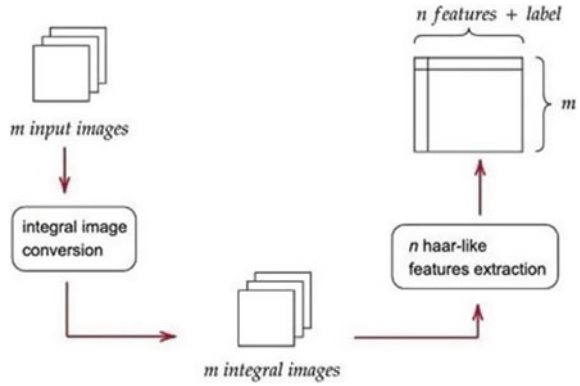 n features + label
m
m input images
integral image
conversion
n haar-like
features extraction
m integral images